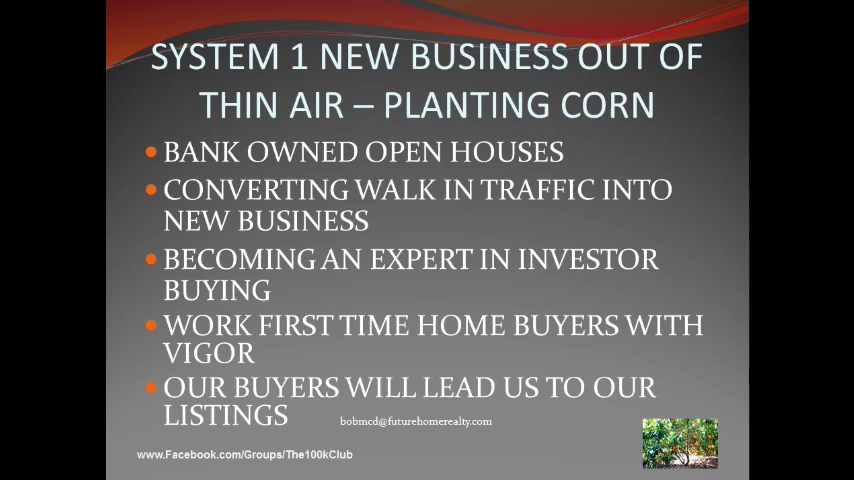 SYSTEM 1 NEW BUSINESS OUT OF
THIN AIR – PLANTING CORN
BANK OWNED OPEN HOUSES
CONVERTING WALK IN TRAFFIC INTO
NEW BUSINESS
BECOMING AN EXPERT IN INVESTOR
BUYING
WORK FIRST TIME HOME BUYERS WITH
VIGOR
OUR BUYERS WILL LEAD US TO OUR
LISTINGS
bobmcd@futurehomerealty.com
www.Facebook.com/Groups/The100kClub